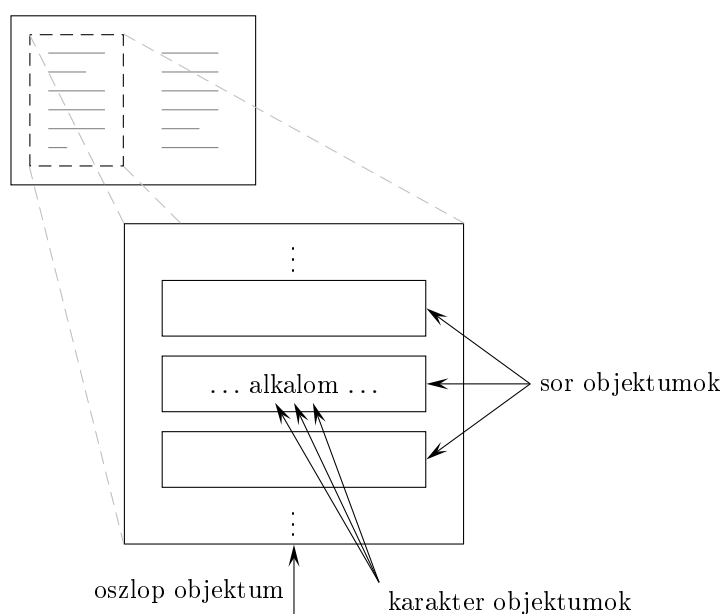 ⋮
… alkalom …
sor objektumok
⋮
oszlop objektum
karakter objektumok